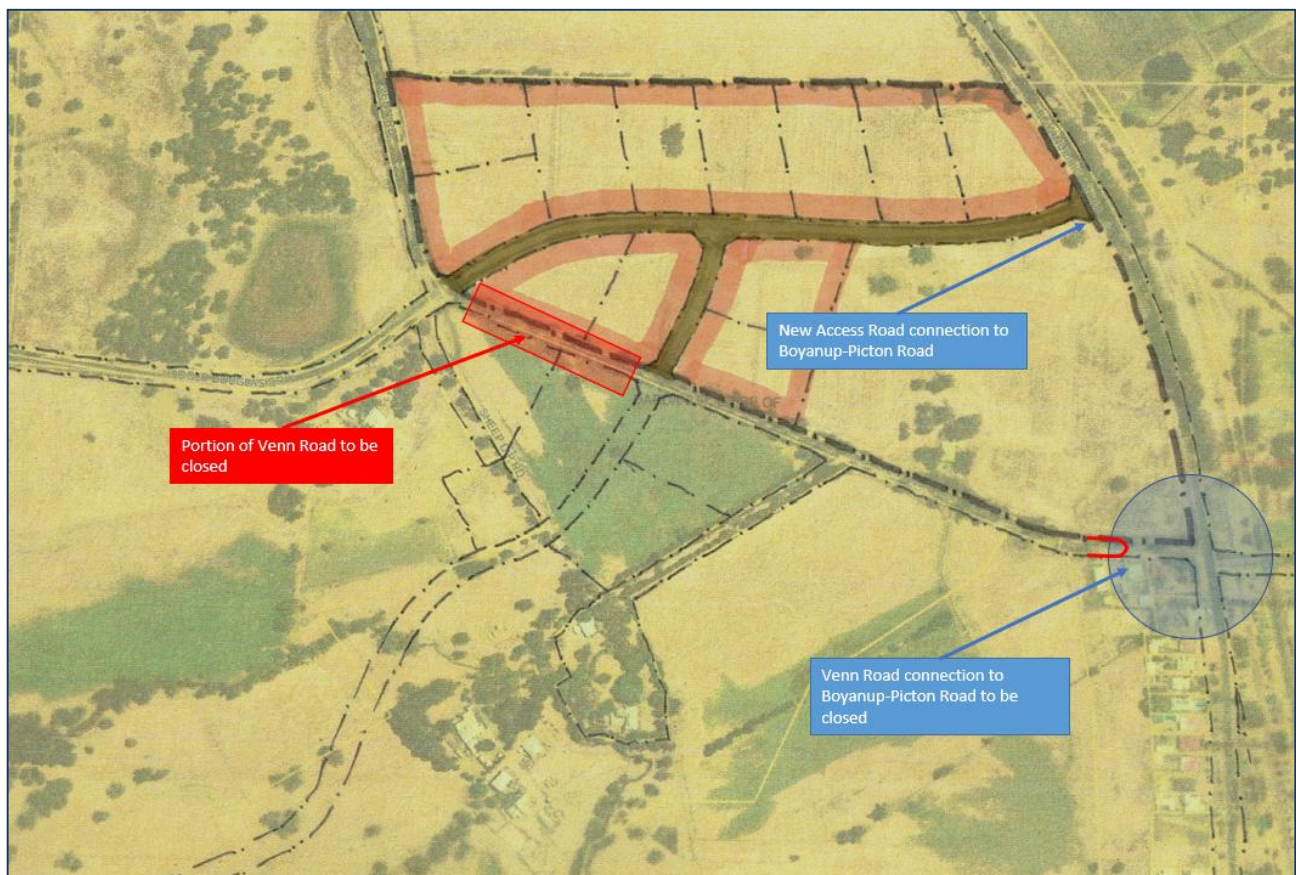 New Access Road connection to
Boyanup-Picton Road
Portion of Venn Road to be
closed
Venn Road connection to
Boyanup-Picton Road to be
closed